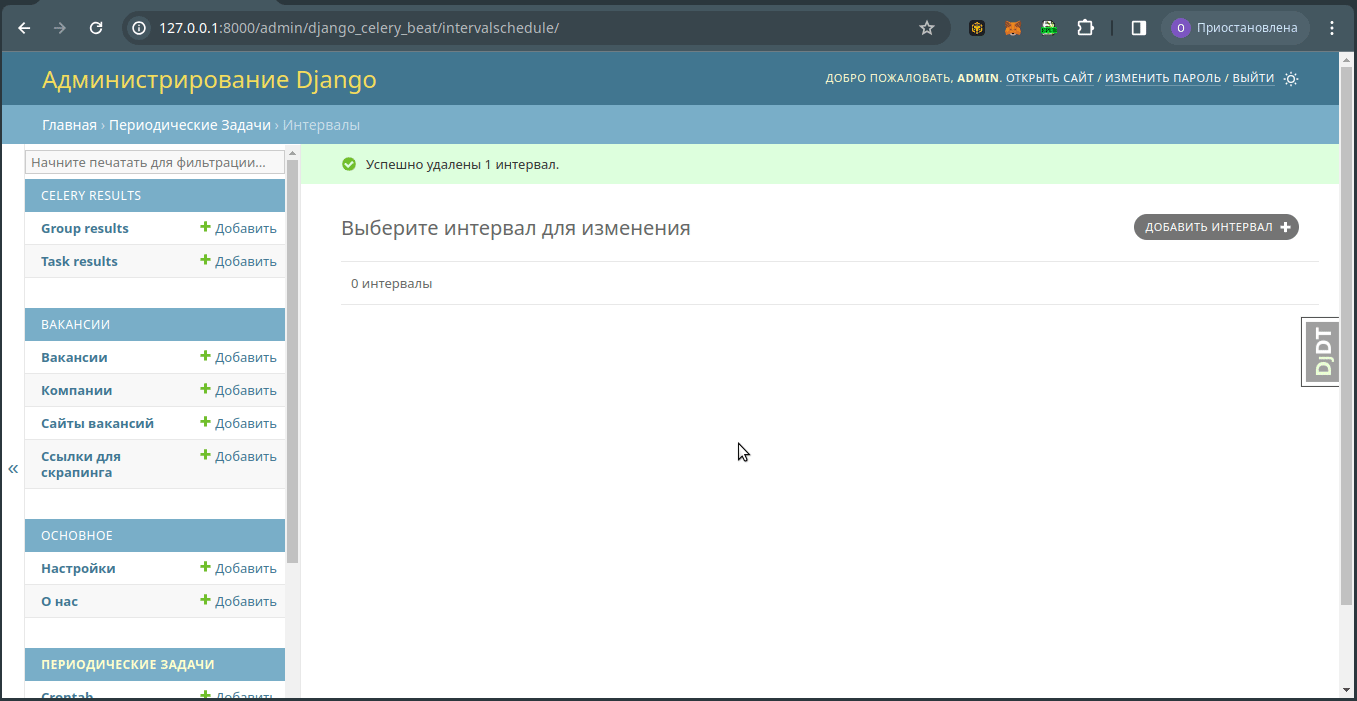 127.0.0.1:8000/admin/django_celery_beat/intervalschedule/
O Приостановлена
Администрирование Django
ДОБРО ПОЖАЛОВАТЬ, ADMIN. ОТКРЫТЬ САЙТ / ИЗМЕНИТЬ ПАРОЛЬ / ВЫЙТИ
Главная › Периодические Задачи › Интервалы
Начните печатать для фильтрации...
CELERY RESULTS
Group results Добавить
Task results Добавить
ВАКАНСИИ
Вакансии Добавить
Компании Добавить
Сайты вакансий Добавить
Ссылки для Добавить
скрапинга
ОСНОВНОЕ
Настройки Добавить
О нас Добавить
ПЕРИОДИЧЕСКИЕ ЗАДАЧИ
Crontab Добавить
«
Успешно удалены 1 интервал.
Выберите интервал для изменения
ДОБАВИТЬ ИНТЕРВАЛ
0 интервалы
DjDT